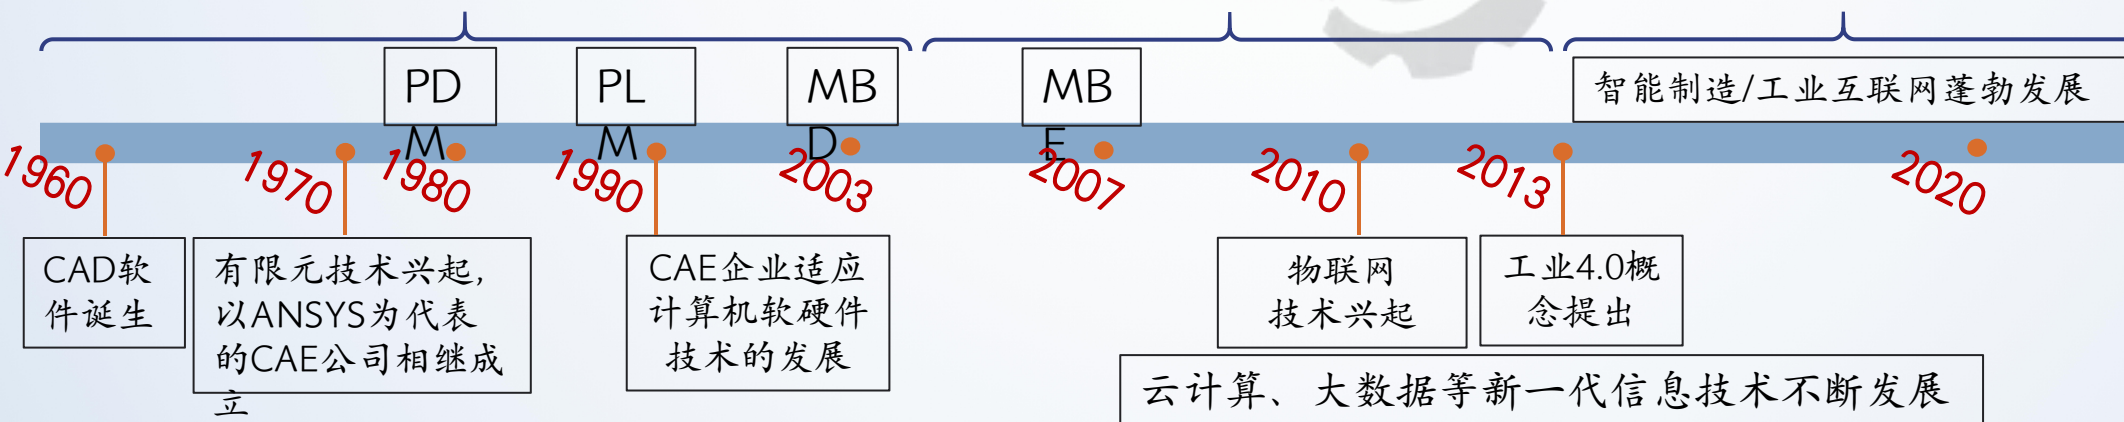 PD
M
PL
M
MB
D
MB
E
智能制造/工业互联网蓬勃发展
1960
1970
1980
1990
2003
2007
2010
2013
2020
CAD软
件诞生
有限元技术兴起,
以ANSYS为代表
的CAE公司相继成
立
CAE企业适应
计算机软硬件
技术的发展
物联网
技术兴起
工业4.0概
念提出
云计算、大数据等新一代信息技术不断发展